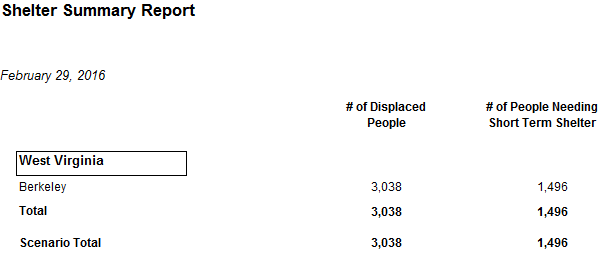 Shelter Summary Report
February 29, 2016
# of Displaced People # of People Needing Short Term Shelter
West Virginia
Berkeley 3,038 1,496
Total 3,038 1,496
Scenario Total 3,038 1,496